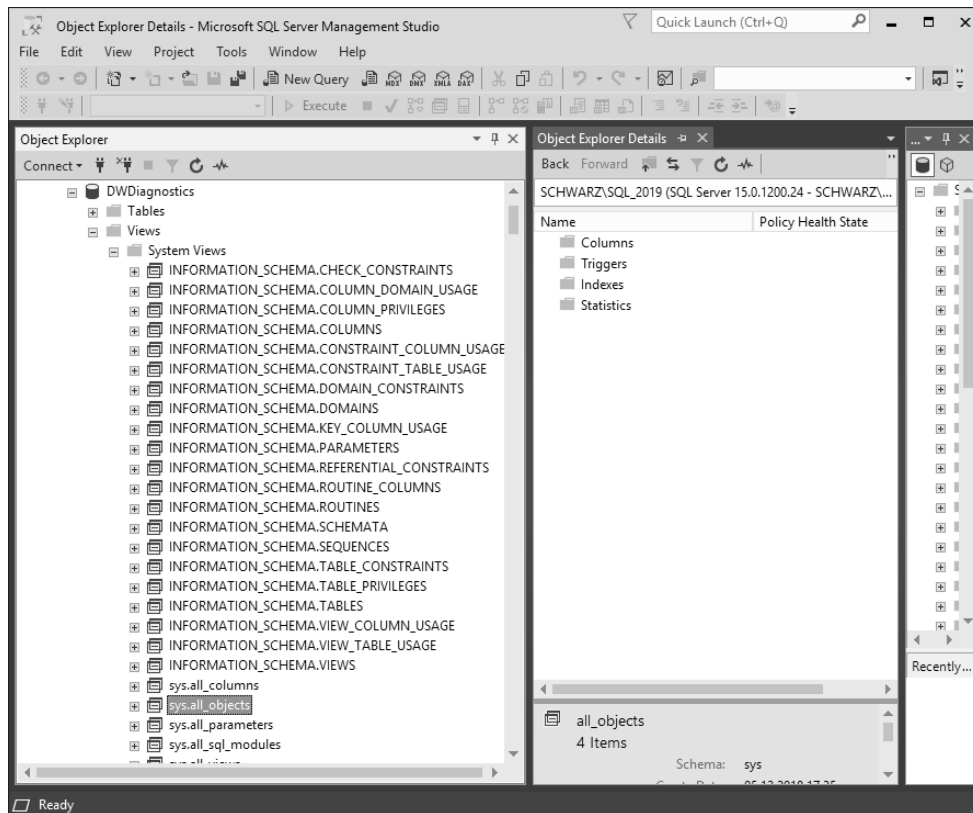 Object Explorer Details - Microsoft SQL Server Management Studio
Quick Launch (Ctrl+Q)
File Edit View Project Tools Window Help
New Query MDX DMX XMLA DAX
Execute
Object Explorer
Connect
DWDiagnostics
Tables
Views
System Views
INFORMATION_SCHEMA.CHECK_CONSTRAINTS
INFORMATION_SCHEMA.COLUMN_DOMAIN_USAGE
INFORMATION_SCHEMA.COLUMN_PRIVILEGES
INFORMATION_SCHEMA.COLUMNS
INFORMATION_SCHEMA.CONSTRAINT_COLUMN_USAGE
INFORMATION_SCHEMA.CONSTRAINT_TABLE_USAGE
INFORMATION_SCHEMA.DOMAIN_CONSTRAINTS
INFORMATION_SCHEMA.DOMAINS
INFORMATION_SCHEMA.KEY_COLUMN_USAGE
INFORMATION_SCHEMA.PARAMETERS
INFORMATION_SCHEMA.REFERENTIAL_CONSTRAINTS
INFORMATION_SCHEMA.ROUTINE_COLUMNS
INFORMATION_SCHEMA.ROUTINES
INFORMATION_SCHEMA.SCHEMATA
INFORMATION_SCHEMA.SEQUENCES
INFORMATION_SCHEMA.TABLE_CONSTRAINTS
INFORMATION_SCHEMA.TABLE_PRIVILEGES
INFORMATION_SCHEMA.TABLES
INFORMATION_SCHEMA.VIEW_COLUMN_USAGE
INFORMATION_SCHEMA.VIEW_TABLE_USAGE
INFORMATION_SCHEMA.VIEWS
sys.all_columns
sys.all_objects
sys.all_parameters
sys.all_sql_modules
Object Explorer Details
Back Forward
SCHWARZ\SQL_2019 (SQL Server 15.0.1200.24 - SCHWARZ\...
Name Policy Health State
Columns
Triggers
Indexes
Statistics
all_objects
4 Items
Schema: sys
...
Recently...
Ready